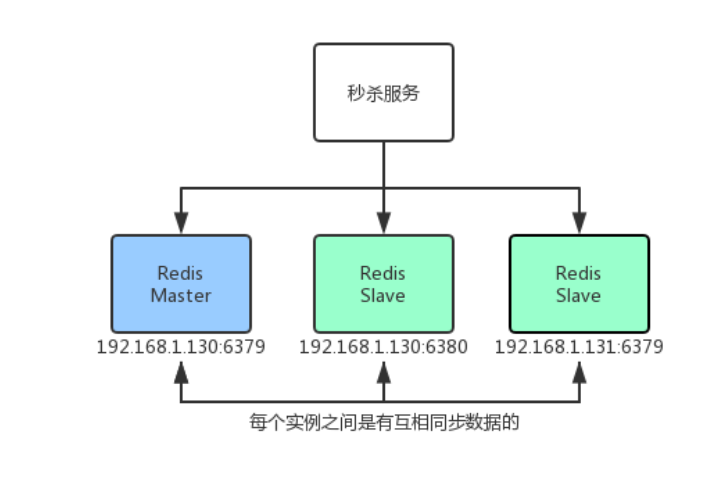 秒杀服务
Redis
Master
Redis
Slave
Redis
Slave
192.168.1.130:6379
192.168.1.130:6380
192.168.1.131:6379
每个实例之间是有互相同步数据的